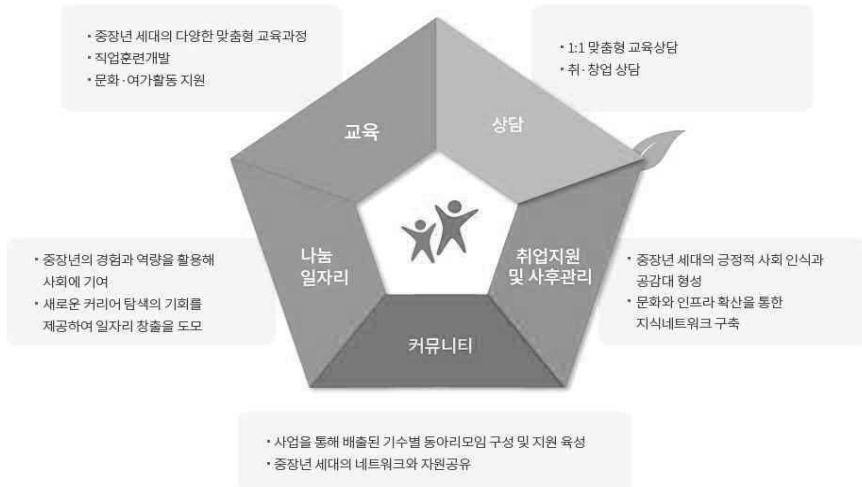 • 중장년 세대의 다양한 맞춤형 교육과정
• 직업훈련개발
• 문화·여가활동 지원
• 1:1 맞춤형 교육상담
• 취·창업 상담
교육
상담
• 중장년의 경험과 역량을 활용해
사회에 기여
• 새로운 커리어 탐색의 기회를
제공하여 일자리 창출을 도모
나눔
일자리
취업지원
및 사후관리
• 중장년 세대의 긍정적 사회 인식과
공감대 형성
• 문화와 인프라 확산을 통한
지식네트워크 구축
커뮤니티
• 사업을 통해 배출된 기수별 동아리모임 구성 및 지원 육성
• 중장년 세대의 네트워크와 자원공유